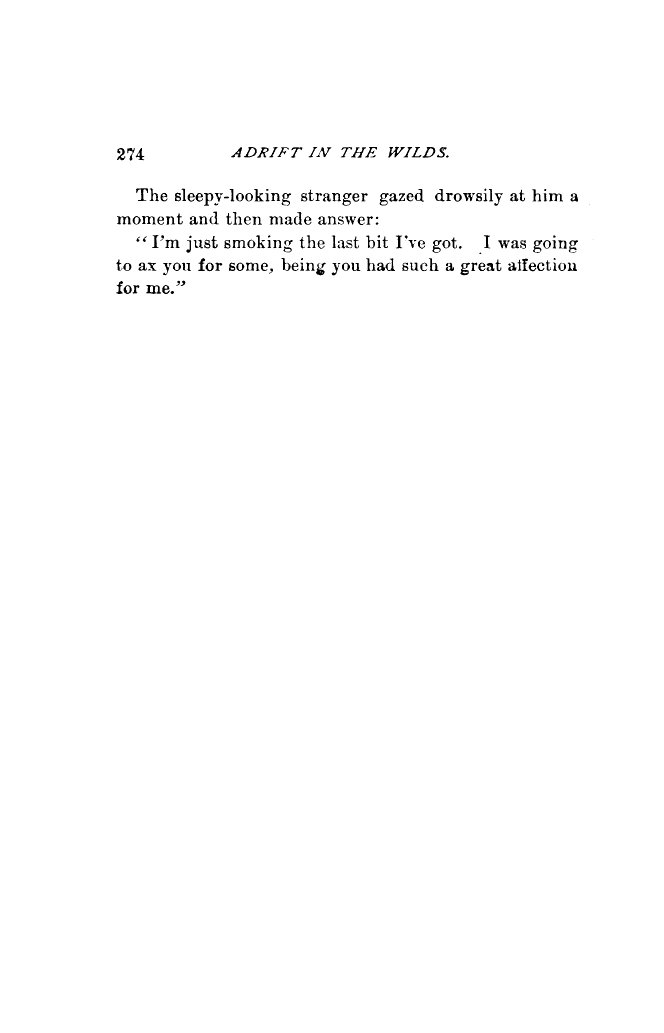 274 ADRIFT IN THE WILDS.
The sleepy-looking stranger gazed drowsily at him a
moment and then made answer:
“I'm just smoking the last bit I've got. I was going
to ax you for some, being you had such a great affection
for me.”